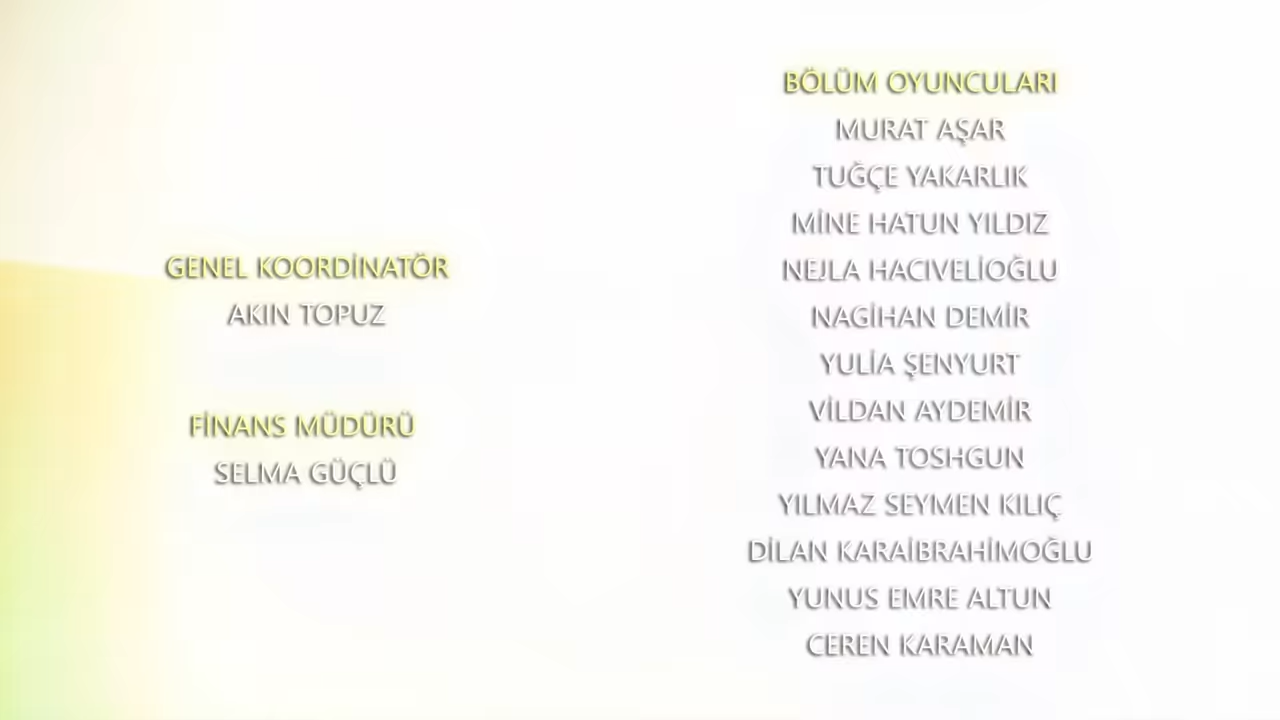 GENEL KOORDİNATÖR
AKIN TOPUZ
FİNANS MÜDÜRÜ
SELMA GÜÇLÜ
BÖLÜM OYUNCULARI
MURAT AŞAR
TUĞÇE YAKARLIK
MİNE HATUN YILDIZ
NEJLA HACIVELİOĞLU
NAGİHAN DEMİR
YULİA ŞENYURT
VİLDAN AYDEMİR
YANA TOSHGUN
YILMAZ SEYMEN KILIÇ
DİLAN KARAİBRAHİMOĞLU
YUNUS EMRE ALTUN
CEREN KARAMAN